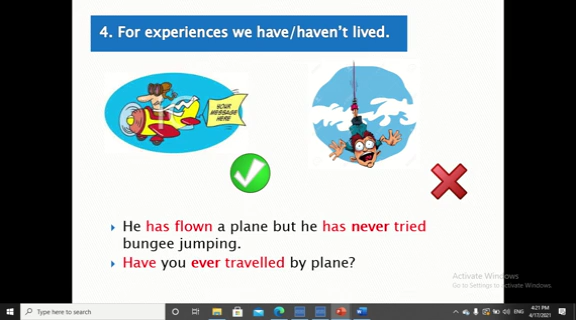 4. For experiences we have/haven't lived.
YOUR
MESSAGE
HERE
He has flown a plane but he has never tried
bungee jumping.
Have you ever travelled by plane?
Activate Windows
Go to Settings to activate Windows.
Type here to search
ENG
4:21 PM
4/17/2021